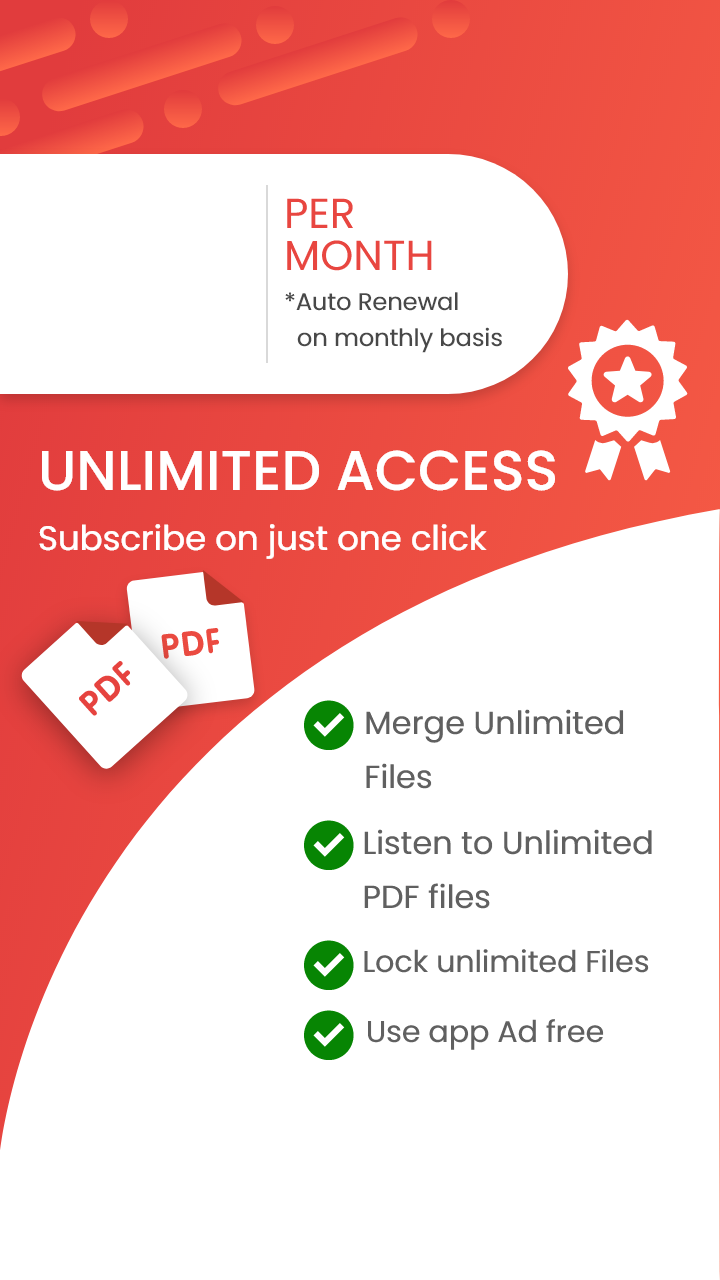 PER
MONTH
*Auto Renewal
on monthly basis
UNLIMITED ACCESS
Subscribe on just one click
PDF
PDF
Merge Unlimited
Files
Listen to Unlimited
PDF files
Lock unlimited Files
Use app Ad free